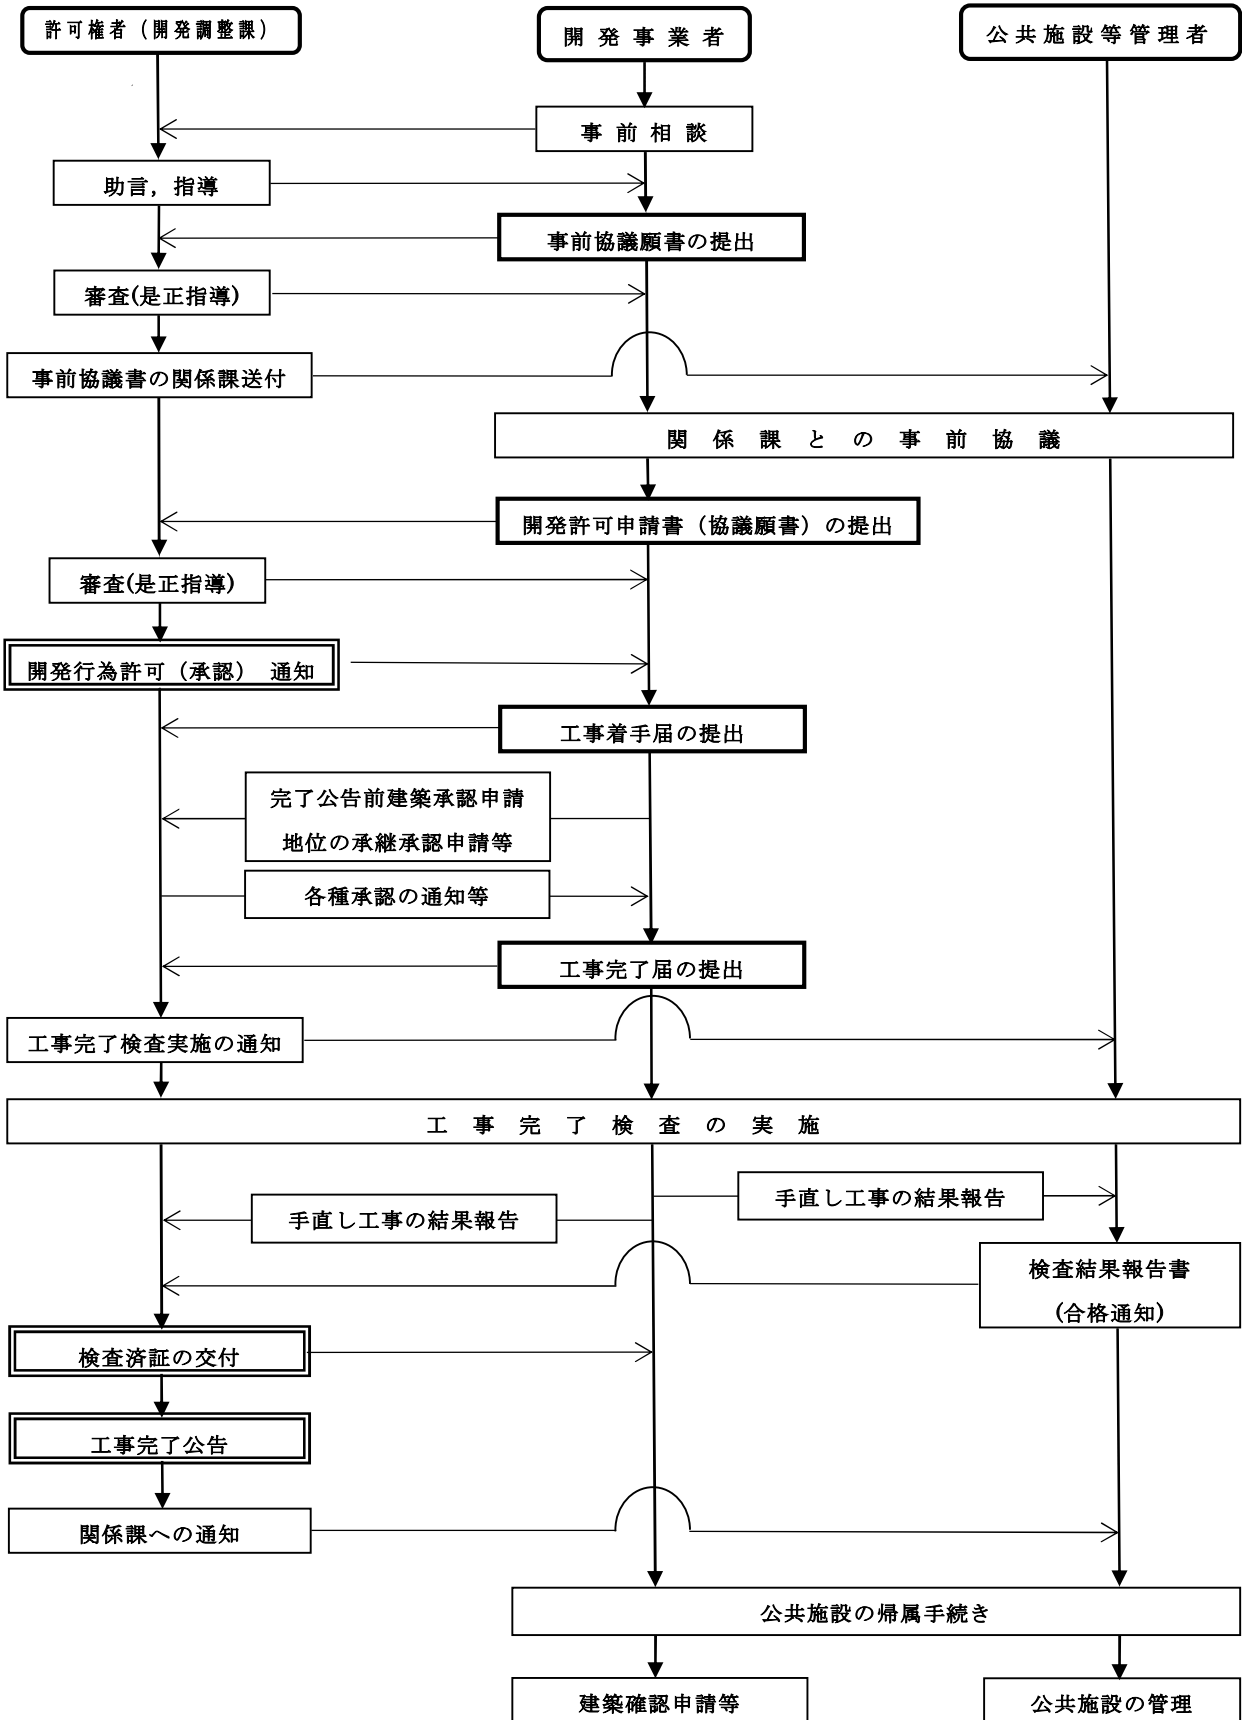 許可権者（開発調整課）
開発事業者
公共施設等管理者
事前相談
助言，指導
事前協議願書の提出
審査(是正指導)
事前協議書の関係課送付
関係課との事前協議
開発許可申請書（協議願書）の提出
審査(是正指導)
開発行為許可（承認）　通知
工事着手届の提出
完了公告前建築承認申請
地位の承継承認申請等
各種承認の通知等
工事完了届の提出
工事完了検査実施の通知
工事完了検査の実施
手直し工事の結果報告
手直し工事の結果報告
検査結果報告書
(合格通知)
検査済証の交付
工事完了公告
関係課への通知
公共施設の帰属手続き
建築確認申請等
公共施設の管理